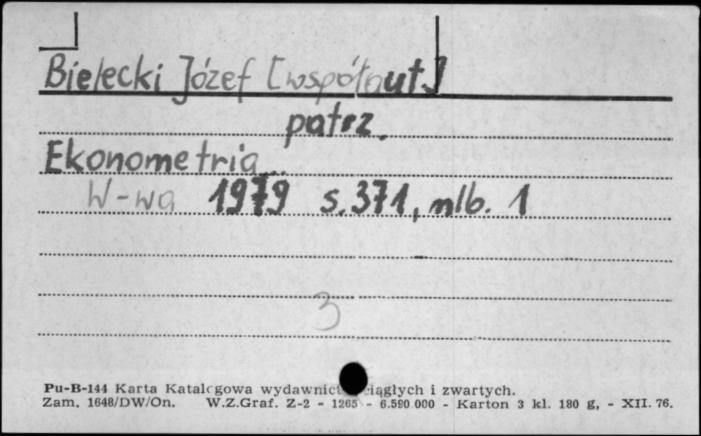 Bielecki Józef [współaut.]
patrz.
Ekonometria...
W-wa 1979 s. 371, nlb. 1
3
Pu-B-144 Karta Katalogowa wydawnictw ciągłych i zwartych.
Zam. 1648/DW/On. W.Z.Graf. Z-2 - 1265 - 6.590 000 - Karton 3 kl. 180 g, - XII. 76.